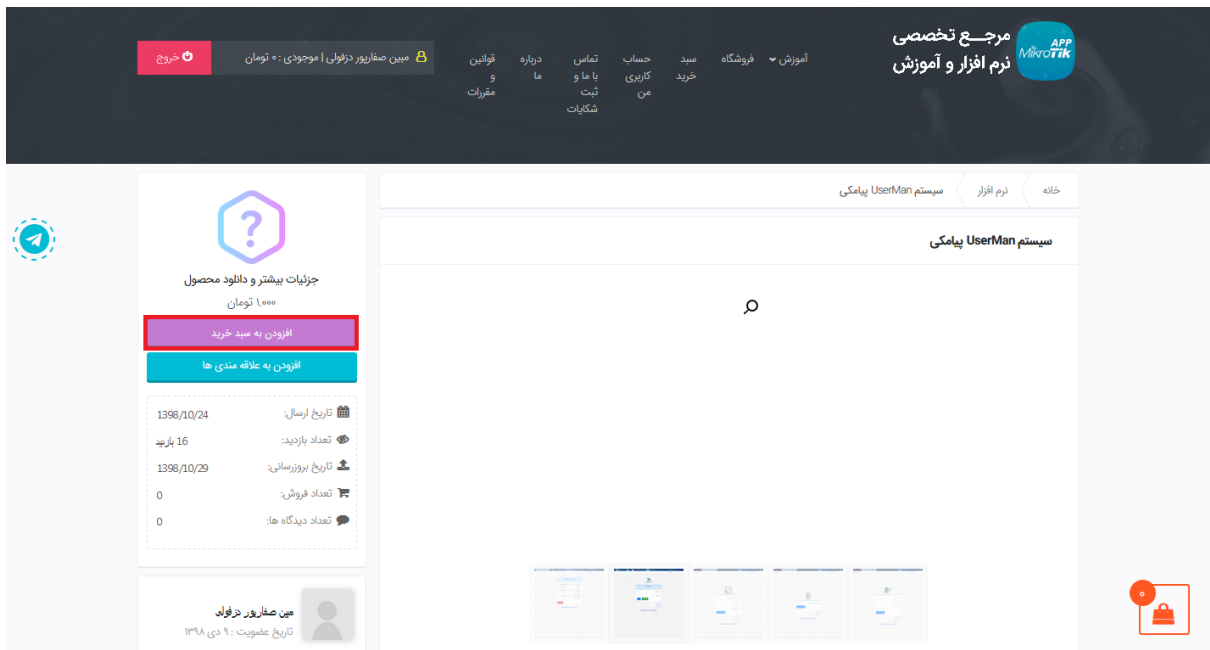 مرجــع تخصصی
نرم افزار و آموزش
APP
MikroTik
آموزش
فروشگاه
سبد
خرید
حساب
کاربری
من
تماس
با ما و
ثبت
شکایات
درباره
ما
قوانین
و
مقررات
مبین صفارپور دزفولی | موجودی : ۰ تومان
خروج
خانه
نرم افزار
سیستم UserMan پیامکی
سیستم UserMan پیامکی
جزئیات بیشتر و دانلود محصول
۱,۰۰۰ تومان
افزودن به سبد خرید
افزودن به علاقه مندی ها
تاریخ ارسال: 1398/10/24
تعداد بازدید: 16 بازدید
تاریخ بروزرسانی: 1398/10/29
تعداد فروش: 0
تعداد دیدگاه ها: 0
مبین صفارپور دزفولی
تاریخ عضویت : ۹ دی ۱۳۹۸
۰